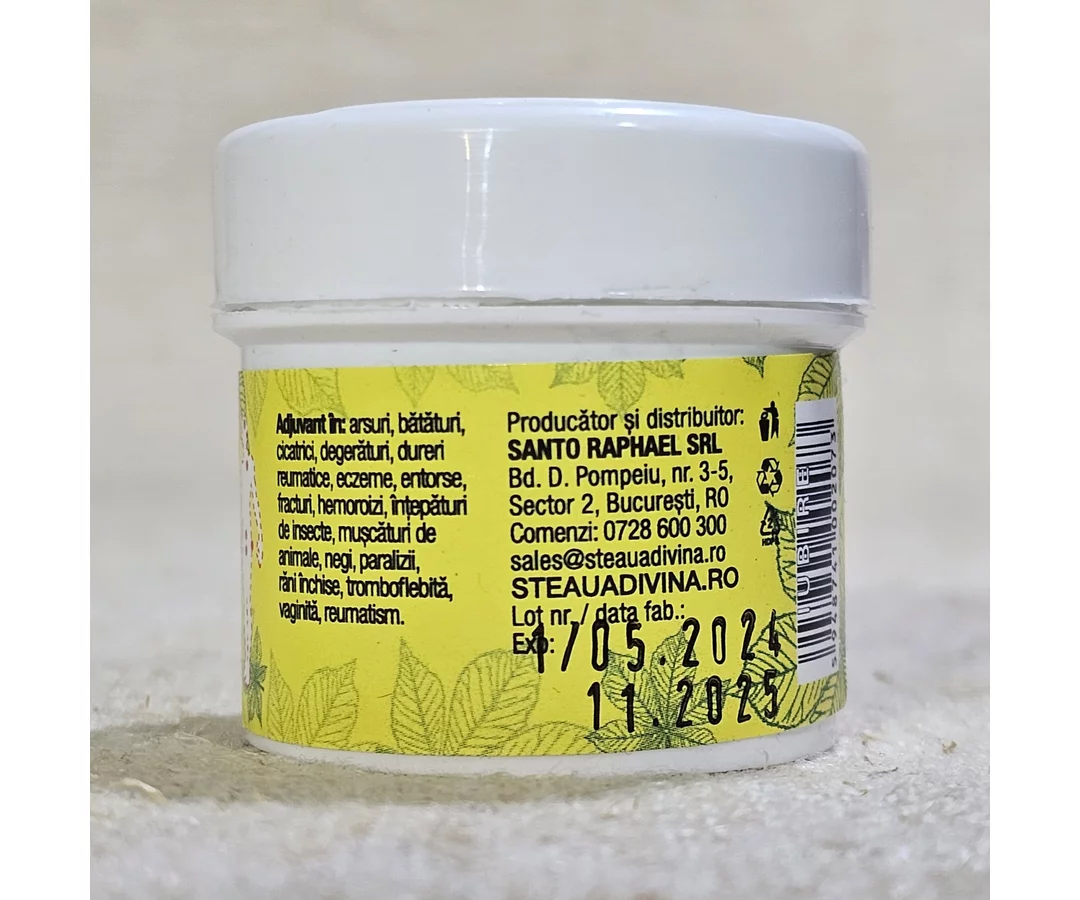 Adjuvant în: arsuri, bătături,
cicatrici, degerături, dureri
reumatice, eczeme, entorse,
fracturi, hemoroizi, înțepături
de insecte, mușcături de
animale, negi, paralizii,
răni închise, tromboflebită,
vaginită, reumatism.
Producător și distribuitor:
SANTO RAPHAEL SRL
Bd. D. Pompeiu, nr. 3-5,
Sector 2, București, RO
Comenzi: 0728 600 300
sales@steauadivina.ro
STEAUADIVINA.RO
Lot nr. / data fab.:
Exp:
1/05.2024
11.2025
HDPE